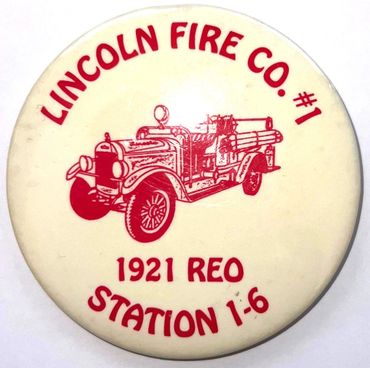 LINCOLN FIRE CO. #1
1921 REO
STATION 1-6